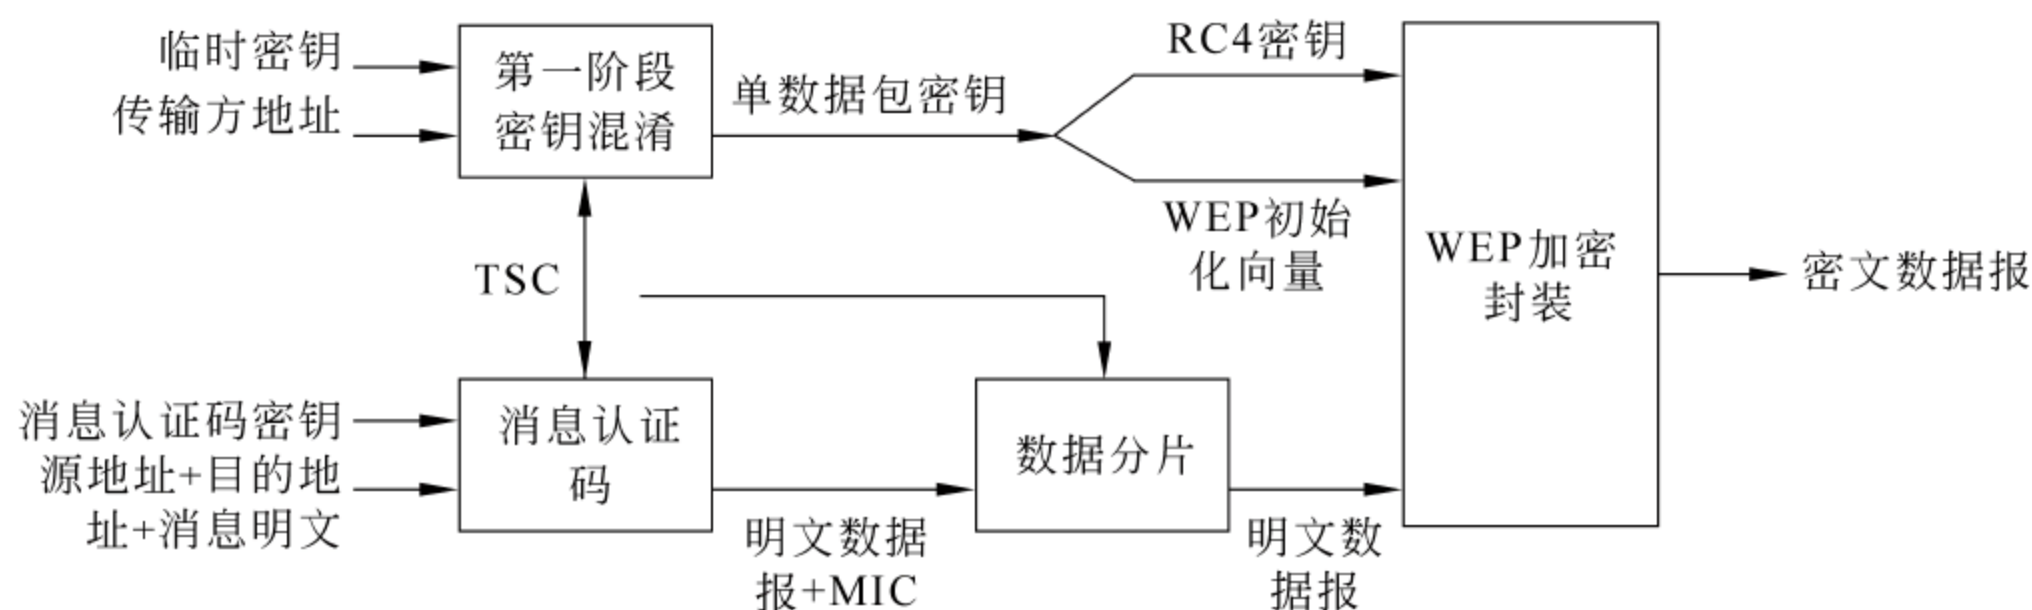 临时密钥
传输方地址
第一阶段
密钥混淆
单数据包密钥
RC4密钥
WEP初始
化向量
WEP加密
封装
密文数据报
TSC
消息认证码密钥
源地址+目的地
址+消息明文
消息认证
码
明文数据
报+MIC
数据分片
明文数
据报